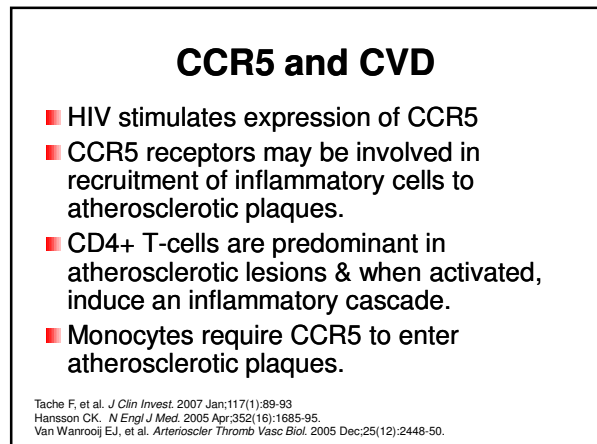 CCR5 and CVD
HIV stimulates expression of CCR5
CCR5 receptors may be involved in
recruitment of inflammatory cells to
atherosclerotic plaques.
CD4+ T-cells are predominant in
atherosclerotic lesions & when activated,
induce an inflammatory cascade.
Monocytes require CCR5 to enter
atherosclerotic plaques.
Tache F, et al. J Clin Invest. 2007 Jan;117(1):89-93
Hansson CK. N Engl J Med. 2005 Apr;352(16):1685-95.
Van Wanrooij EJ, et al. Arterioscler Thromb Vasc Biol. 2005 Dec;25(12):2448-50.